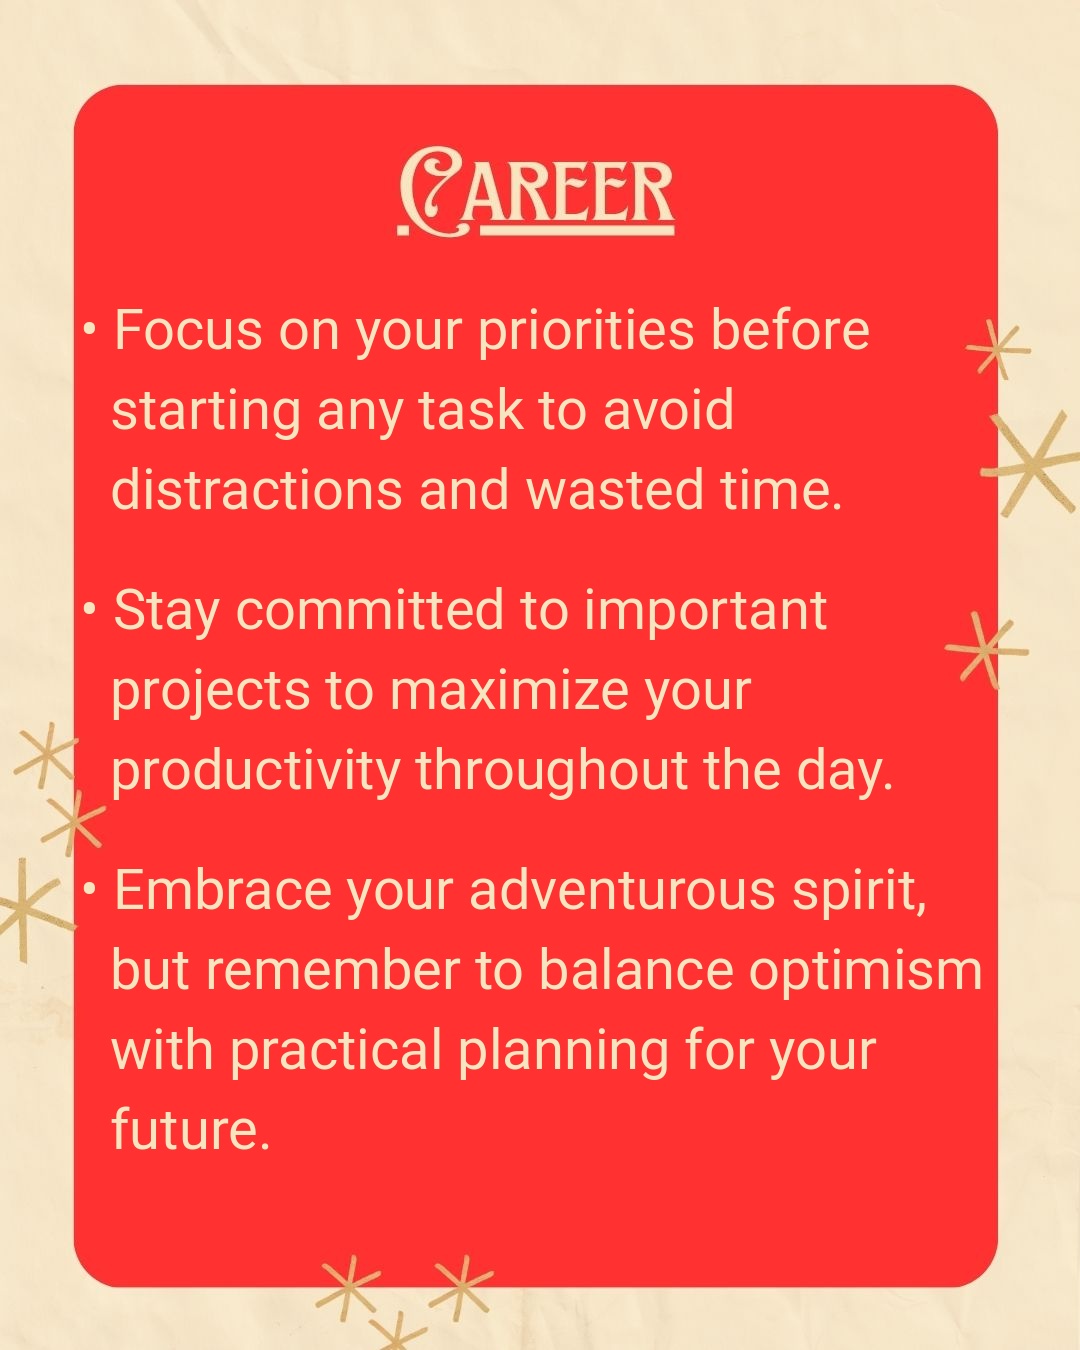 Career
• Focus on your priorities before
starting any task to avoid
distractions and wasted time.
• Stay committed to important
projects to maximize your
productivity throughout the day.
• Embrace your adventurous spirit,
but remember to balance optimism
with practical planning for your
future.